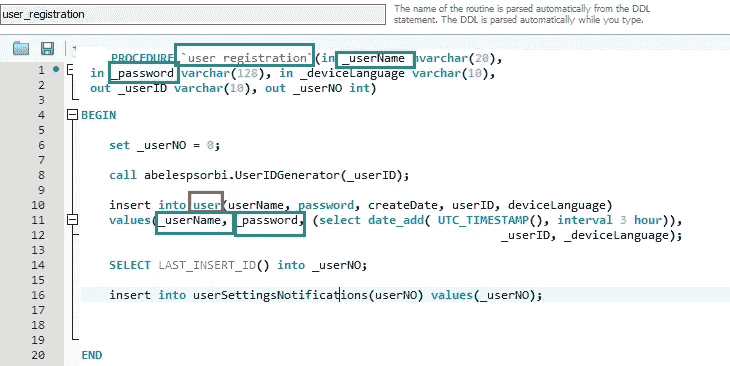 user_registration
The name of the routine is parsed automatically from the DDL
statement. The DDL is parsed automatically while you type.
PROCEDURE `user_registration`(in _userName nvarchar(20),
1 in _password varchar(128), in _deviceLanguage varchar(10),
2 out _userID varchar(10), out _userNO int)
3
4 BEGIN
5
6 set _userNO = 0;
7
8 call abelespsorbi.UserIDGenerator(_userID);
9
10 insert into user(userName, password, createDate, userID, deviceLanguage)
11 values(_userName, _password, (select date_add( UTC_TIMESTAMP(), interval 3 hour)),
12 _userID, _deviceLanguage);
13
14 SELECT LAST_INSERT_ID() into _userNO;
15
16 insert into userSettingsNotifications(userNO) values(_userNO);
17
18
19
20 END